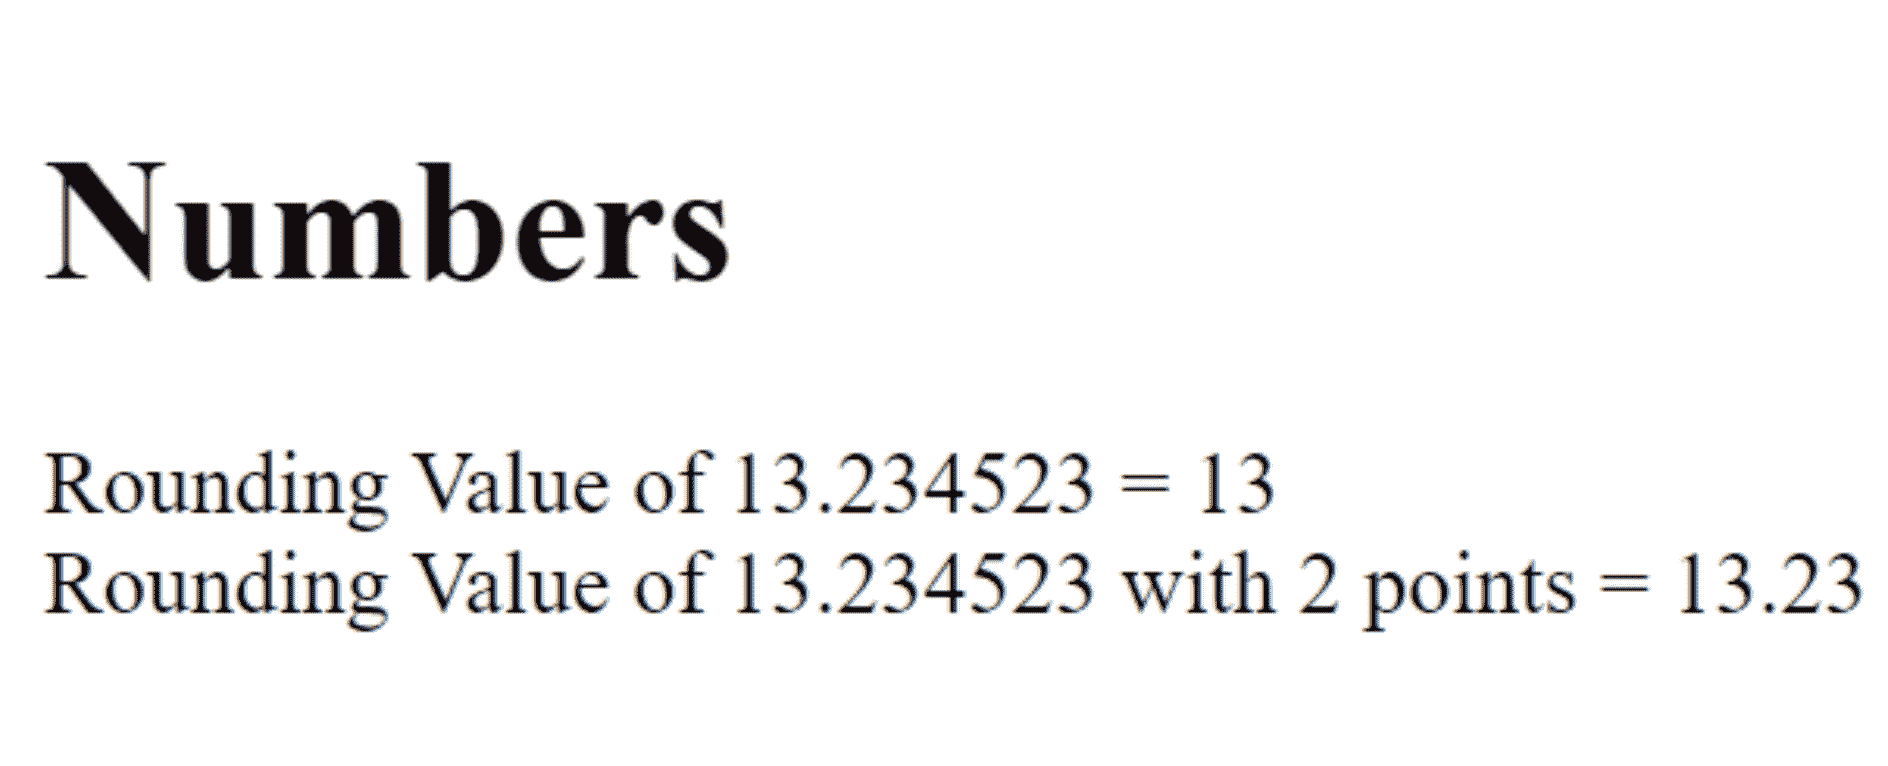 Numbers
Rounding Value of 13.234523 = 13
Rounding Value of 13.234523 with 2 points = 13.23